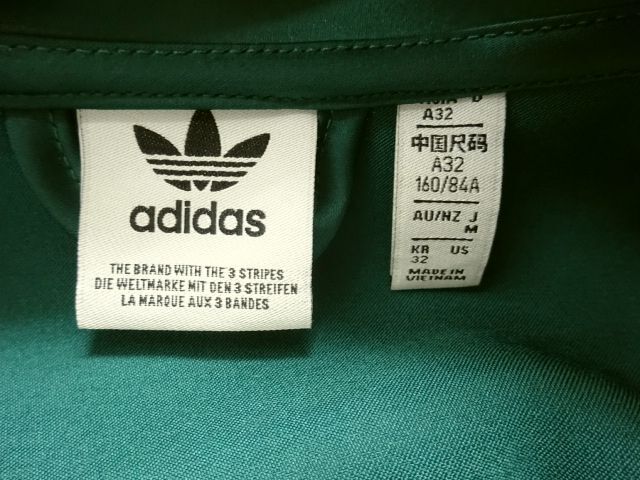 adidas
THE BRAND WITH THE 3 STRIPES
DIE WELTMARKE MIT DEN 3 STREIFEN
LA MARQUE AUX 3 BANDES
A32
中国尺码
A32
160/84A
AU/NZ J
M
KR US
32
MADE IN
VIETNAM